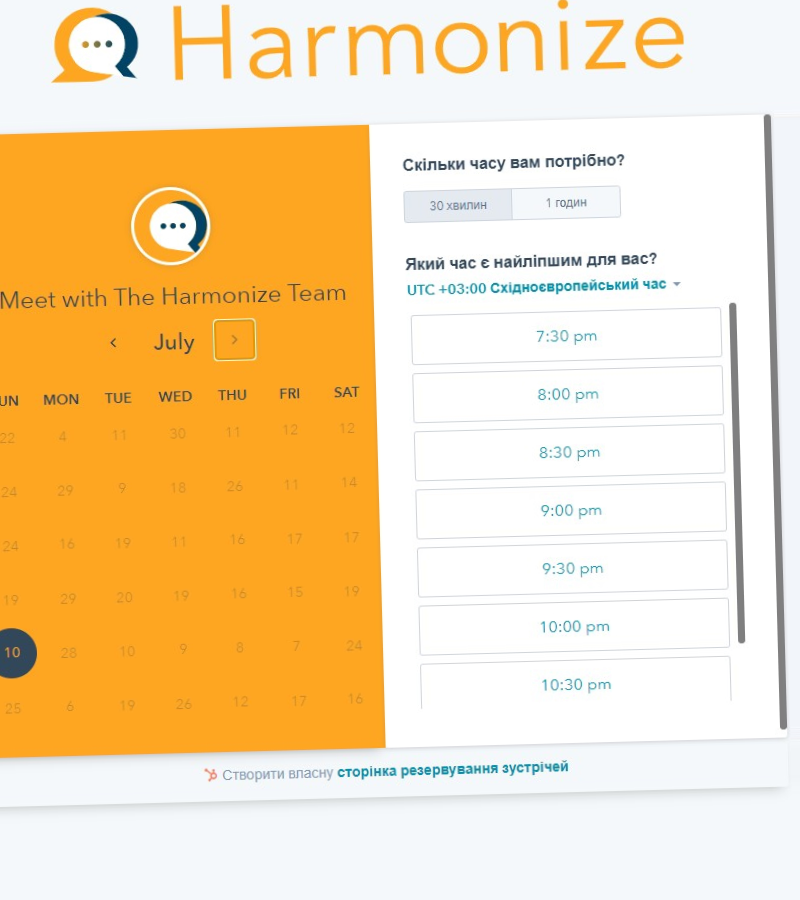 Harmonize
Meet with The Harmonize Team
July
UN MON TUE WED THU FRI SAT
22 4 11 30 11 12 12
24 29 9 18 26 11 14
24 16 19 11 16 17 17
19 29 20 19 16 15 19
10 28 10 9 8 7 24
25 6 19 26 12 17 16
Скільки часу вам потрібно?
30 хвилин 1 годин
Який час є найліпшим для вас?
UTC +03:00 Східноєвропейський час
7:30 pm
8:00 pm
8:30 pm
9:00 pm
9:30 pm
10:00 pm
10:30 pm
Створити власну сторінка резервування зустрічей